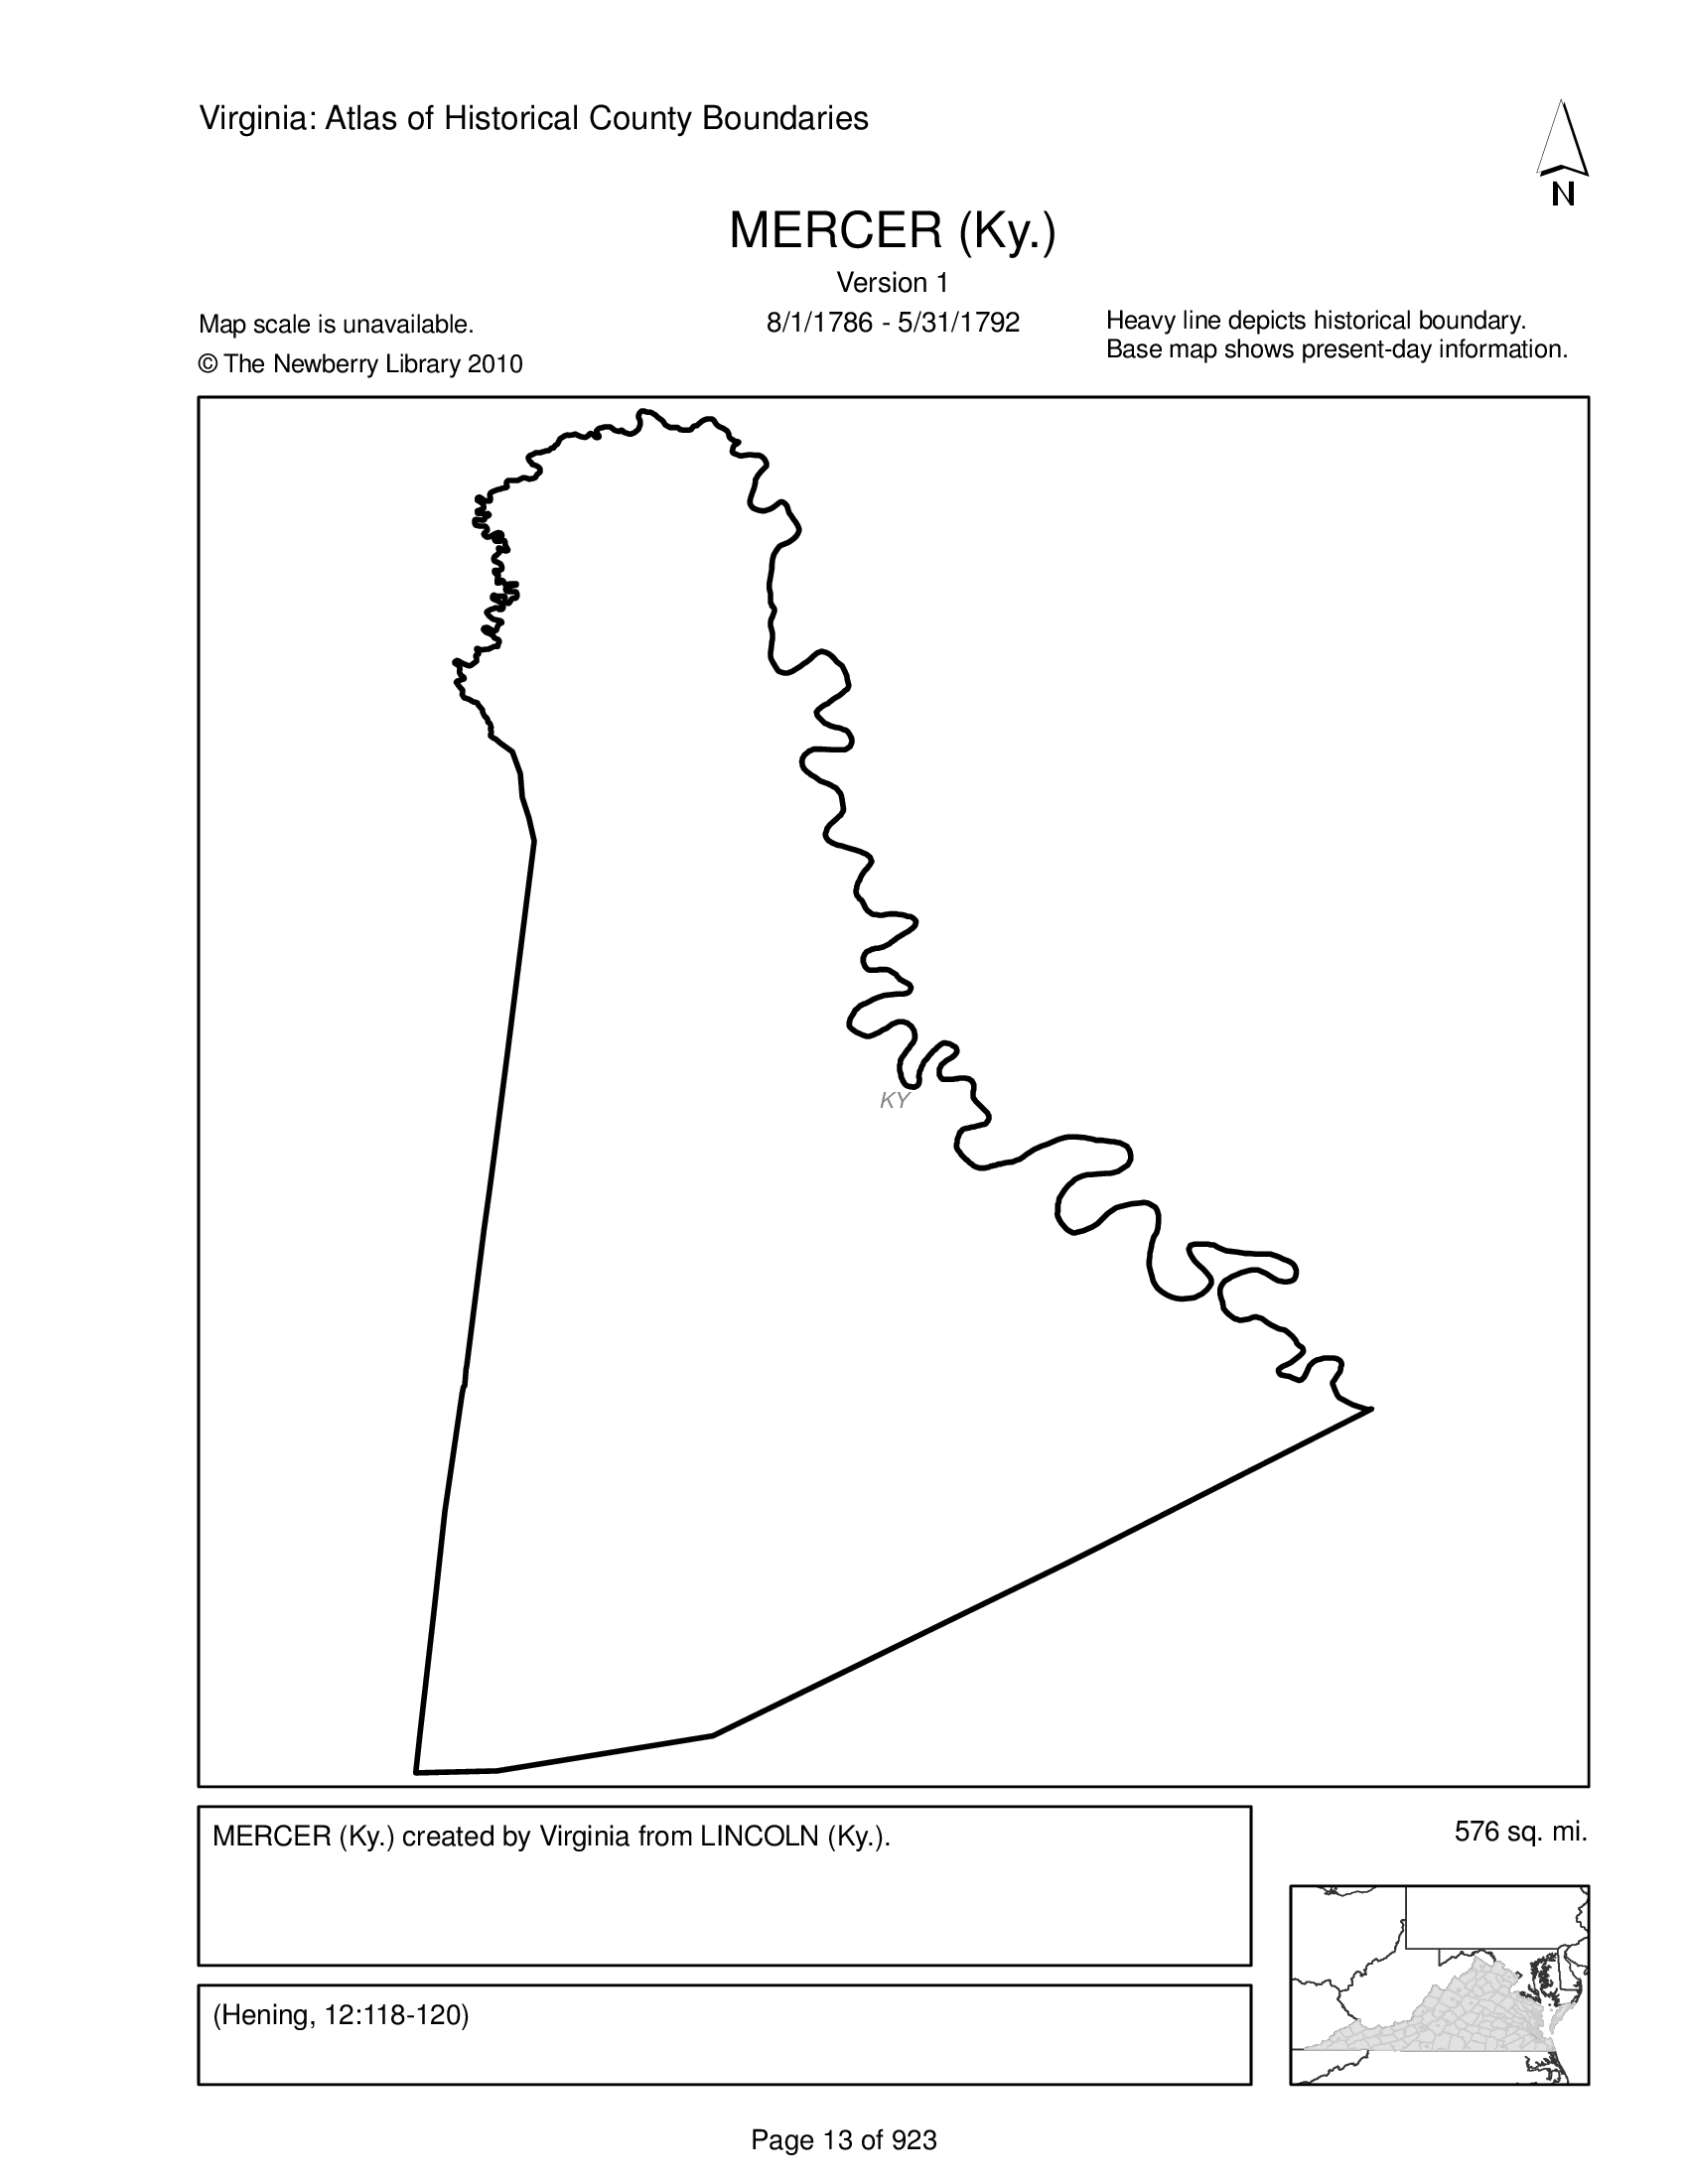 Virginia: Atlas of Historical County Boundaries
N
MERCER (Ky.)
Version 1
8/1/1786 - 5/31/1792
Map scale is unavailable.
© The Newberry Library 2010
Heavy line depicts historical boundary.
Base map shows present-day information.
KY
MERCER (Ky.) created by Virginia from LINCOLN (Ky.).
576 sq. mi.
(Hening, 12:118-120)
Page 13 of 923